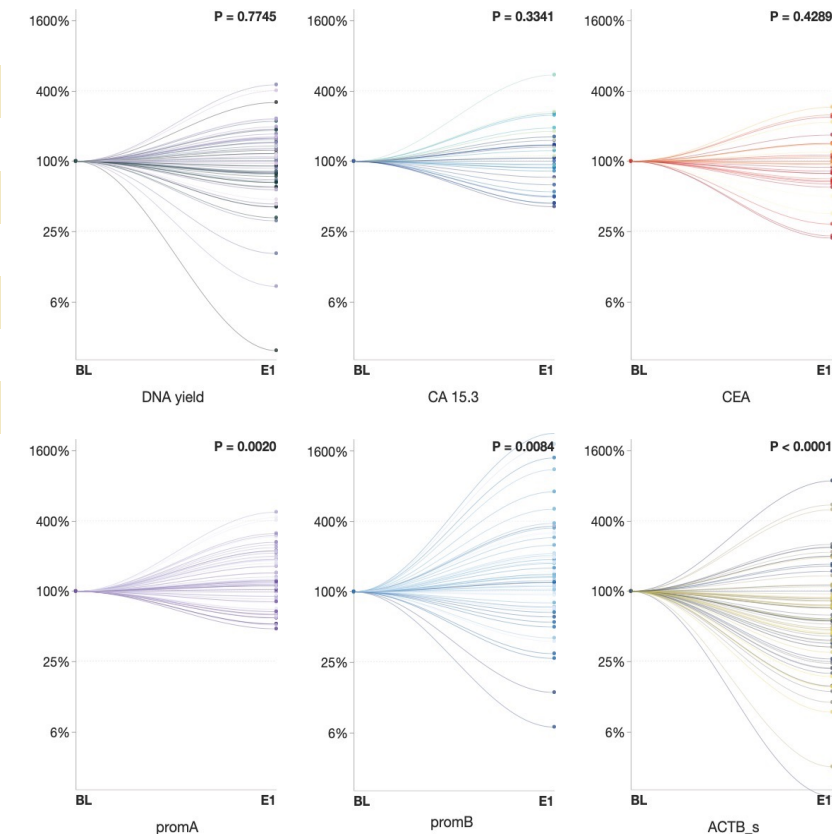 P = 0.7745
1600%
400%
100%
25%
6%
BL
E1
DNA yield
P = 0.3341
1600%
400%
100%
25%
6%
BL
E1
CA 15.3
P = 0.4289
1600%
400%
100%
25%
6%
BL
E1
CEA
P = 0.0020
1600%
400%
100%
25%
6%
BL
E1
promA
P = 0.0084
1600%
400%
100%
25%
6%
BL
E1
promB
P < 0.0001
1600%
400%
100%
25%
6%
BL
E1
ACTB_s